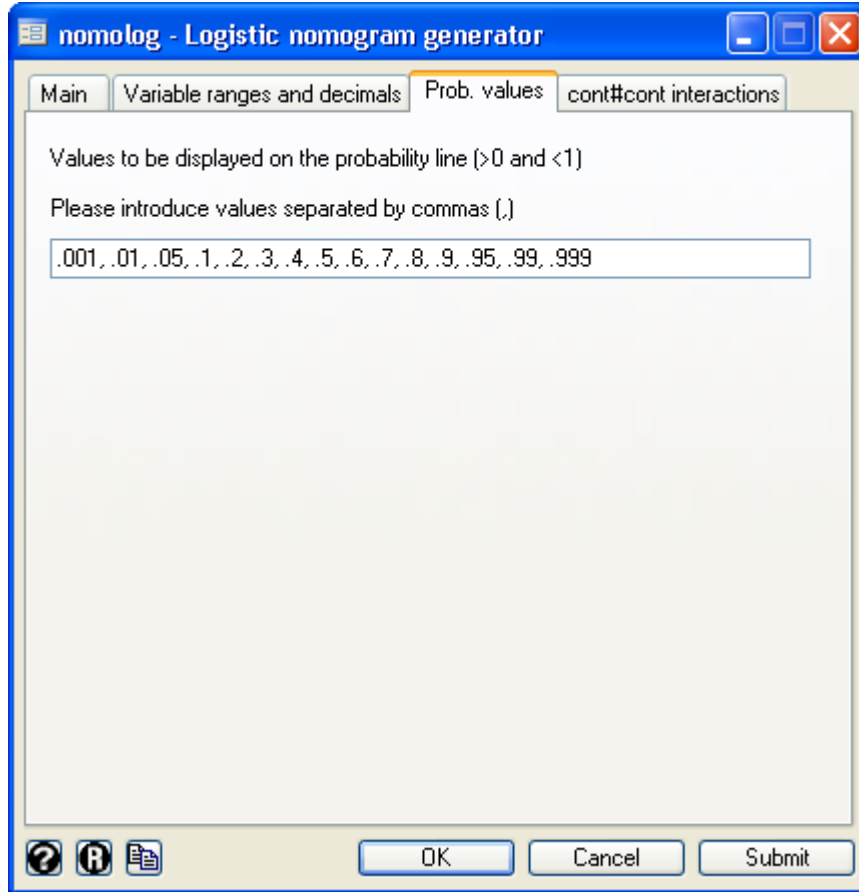 nomolog - Logistic nomogram generator
Main Variable ranges and decimals Prob. values cont#cont interactions
Values to be displayed on the probability line (>0 and <1)
Please introduce values separated by commas (,)
.001, .01, .05, .1, .2, .3, .4, .5, .6, .7, .8, .9, .95, .99, .999
? R OK Cancel Submit